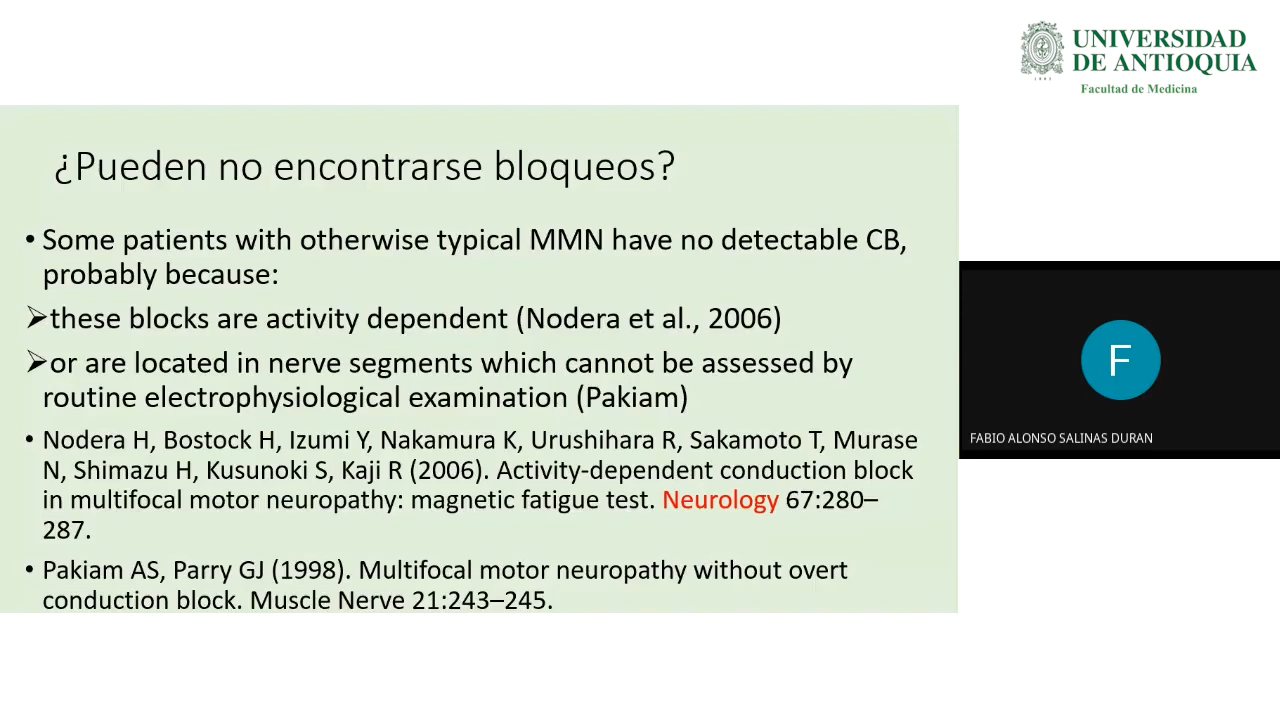 UNIVERSIDAD
DE ANTIOQUIA
Facultad de Medicina
¿Pueden no encontrarse bloqueos?
• Some patients with otherwise typical MMN have no detectable CB,
probably because:
➢these blocks are activity dependent (Nodera et al., 2006)
➢or are located in nerve segments which cannot be assessed by
routine electrophysiological examination (Pakiam)
• Nodera H, Bostock H, Izumi Y, Nakamura K, Urushihara R, Sakamoto T, Murase
N, Shimazu H, Kusunoki S, Kaji R (2006). Activity-dependent conduction block
in multifocal motor neuropathy: magnetic fatigue test. Neurology 67:280–
287.
• Pakiam AS, Parry GJ (1998). Multifocal motor neuropathy without overt
conduction block. Muscle Nerve 21:243–245.
F
FABIO ALONSO SALINAS DURAN